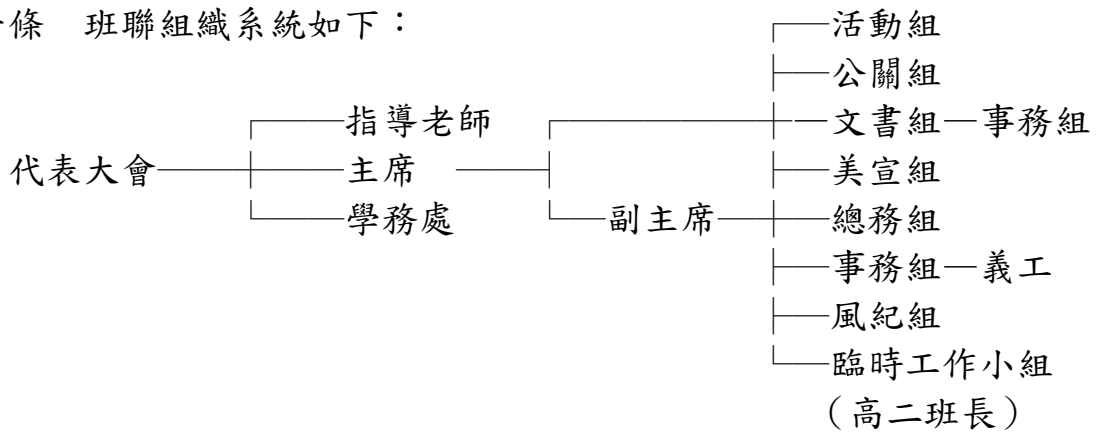 條　班聯組織系統如下：
活動組
公關組
指導老師
文書組—事務組
代表大會
主席
美宣組
學務處
副主席
總務組
事務組—義工
風紀組
臨時工作小組
（高二班長）